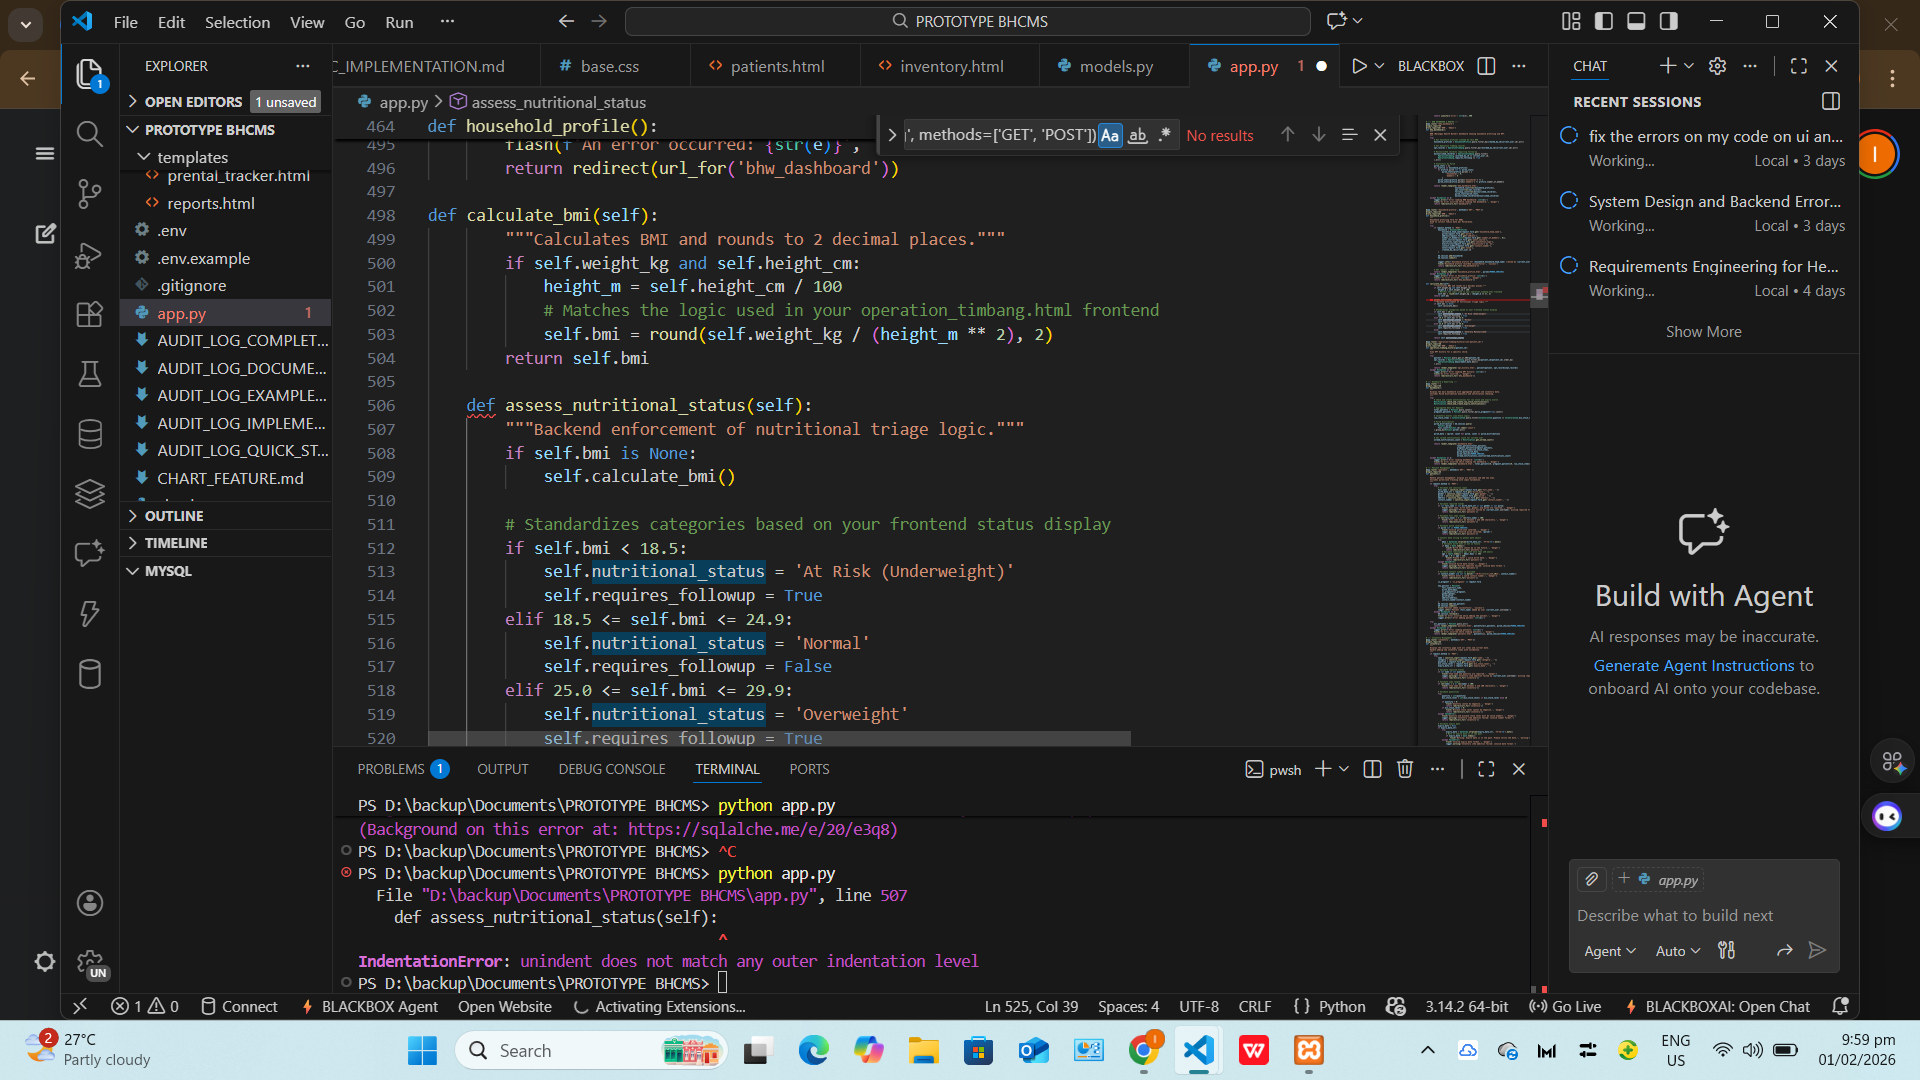 File Edit Selection View Go Run ···
PROTOTYPE BHCMS
EXPLORER
OPEN EDITORS 1 unsaved
PROTOTYPE BHCMS
templates
prental_tracker.html
reports.html
.env
.env.example
.gitignore
app.py 1
AUDIT_LOG_COMPLET...
AUDIT_LOG_DOCUME...
AUDIT_LOG_EXAMPLE...
AUDIT_LOG_IMPLEME...
AUDIT_LOG_QUICK_ST...
CHART_FEATURE.md
OUTLINE
TIMELINE
MYSQL
1
UN
C_IMPLEMENTATION.md # base.css patients.html inventory.html models.py app.py 1 BLACKBOX
app.py > assess_nutritional_status
', methods=['GET', 'POST']) Aa ab .* No results
464 def household_profile():
495 flash(f'An error occurred: {str(e)}',
496 return redirect(url_for('bhw_dashboard'))
497
498 def calculate_bmi(self):
499 """Calculates BMI and rounds to 2 decimal places."""
500 if self.weight_kg and self.height_cm:
501 height_m = self.height_cm / 100
502 # Matches the logic used in your operation_timbang.html frontend
503 self.bmi = round(self.weight_kg / (height_m ** 2), 2)
504 return self.bmi
505
506 def assess_nutritional_status(self):
507 """Backend enforcement of nutritional triage logic."""
508 if self.bmi is None:
509 self.calculate_bmi()
510
511 # Standardizes categories based on your frontend status display
512 if self.bmi < 18.5:
513 self.nutritional_status = 'At Risk (Underweight)'
514 self.requires_followup = True
515 elif 18.5 <= self.bmi <= 24.9:
516 self.nutritional_status = 'Normal'
517 self.requires_followup = False
518 elif 25.0 <= self.bmi <= 29.9:
519 self.nutritional_status = 'Overweight'
520 self.requires_followup = True
PROBLEMS 1 OUTPUT DEBUG CONSOLE TERMINAL PORTS pwsh
PS D:\backup\Documents\PROTOTYPE BHCMS> python app.py
(Background on this error at: https://sqlalche.me/e/20/e3q8)
PS D:\backup\Documents\PROTOTYPE BHCMS> ^C
PS D:\backup\Documents\PROTOTYPE BHCMS> python app.py
File "D:\backup\Documents\PROTOTYPE BHCMS\app.py", line 507
def assess_nutritional_status(self):
^
IndentationError: unindent does not match any outer indentation level
PS D:\backup\Documents\PROTOTYPE BHCMS>
CHAT
RECENT SESSIONS
fix the errors on my code on ui an...
Working... Local • 3 days
System Design and Backend Error...
Working... Local • 3 days
Requirements Engineering for He...
Working... Local • 4 days
Show More
Build with Agent
AI responses may be inaccurate.
Generate Agent Instructions to
onboard AI onto your codebase.
+ app.py
Describe what to build next
Agent Auto
I
1 0 Connect BLACKBOX Agent Open Website Activating Extensions... Ln 525, Col 39 Spaces: 4 UTF-8 CRLF { } Python 3.14.2 64-bit Go Live BLACKBOXAI: Open Chat
2
27°C
Partly cloudy
Search
ENG
US
9:59 pm
01/02/2026